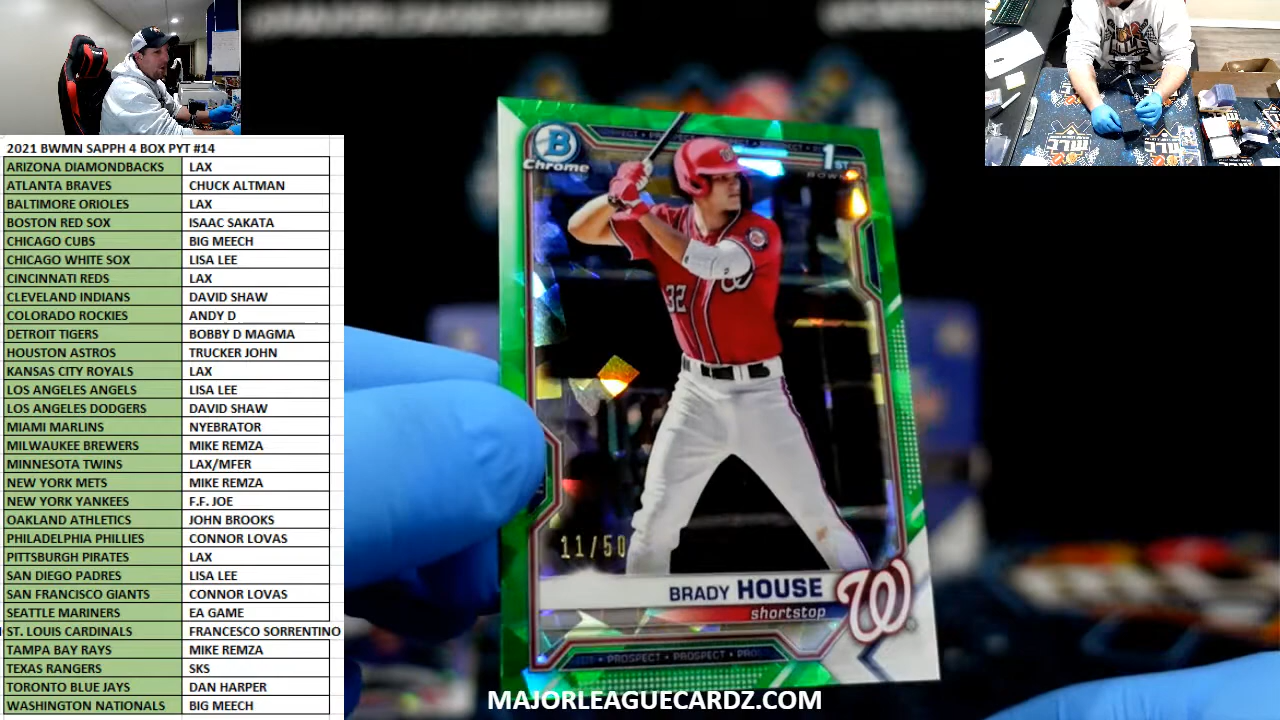 2021 BWMN SAPPH 4 BOX PYT #14
ARIZONA DIAMONDBACKS LAX
ATLANTA BRAVES CHUCK ALTMAN
BALTIMORE ORIOLES LAX
BOSTON RED SOX ISAAC SAKATA
CHICAGO CUBS BIG MEECH
CHICAGO WHITE SOX LISA LEE
CINCINNATI REDS LAX
CLEVELAND INDIANS DAVID SHAW
COLORADO ROCKIES ANDY D
DETROIT TIGERS BOBBY D MAGMA
HOUSTON ASTROS TRUCKER JOHN
KANSAS CITY ROYALS LAX
LOS ANGELES ANGELS LISA LEE
LOS ANGELES DODGERS DAVID SHAW
MIAMI MARLINS NYEBRATOR
MILWAUKEE BREWERS MIKE REMZA
MINNESOTA TWINS LAX/MFER
NEW YORK METS MIKE REMZA
NEW YORK YANKEES F.F. JOE
OAKLAND ATHLETICS JOHN BROOKS
PHILADELPHIA PHILLIES CONNOR LOVAS
PITTSBURGH PIRATES LAX
SAN DIEGO PADRES LISA LEE
SAN FRANCISCO GIANTS CONNOR LOVAS
SEATTLE MARINERS EA GAME
ST. LOUIS CARDINALS FRANCESCO SORRENTINO
TAMPA BAY RAYS MIKE REMZA
TEXAS RANGERS SKS
TORONTO BLUE JAYS DAN HARPER
WASHINGTON NATIONALS BIG MEECH
B
Chrome
1ST
32
W
11/50
BRADY HOUSE
shortstop
W
PROSPECT • PROSPECT •
MAJORLEAGUECARDZ.COM